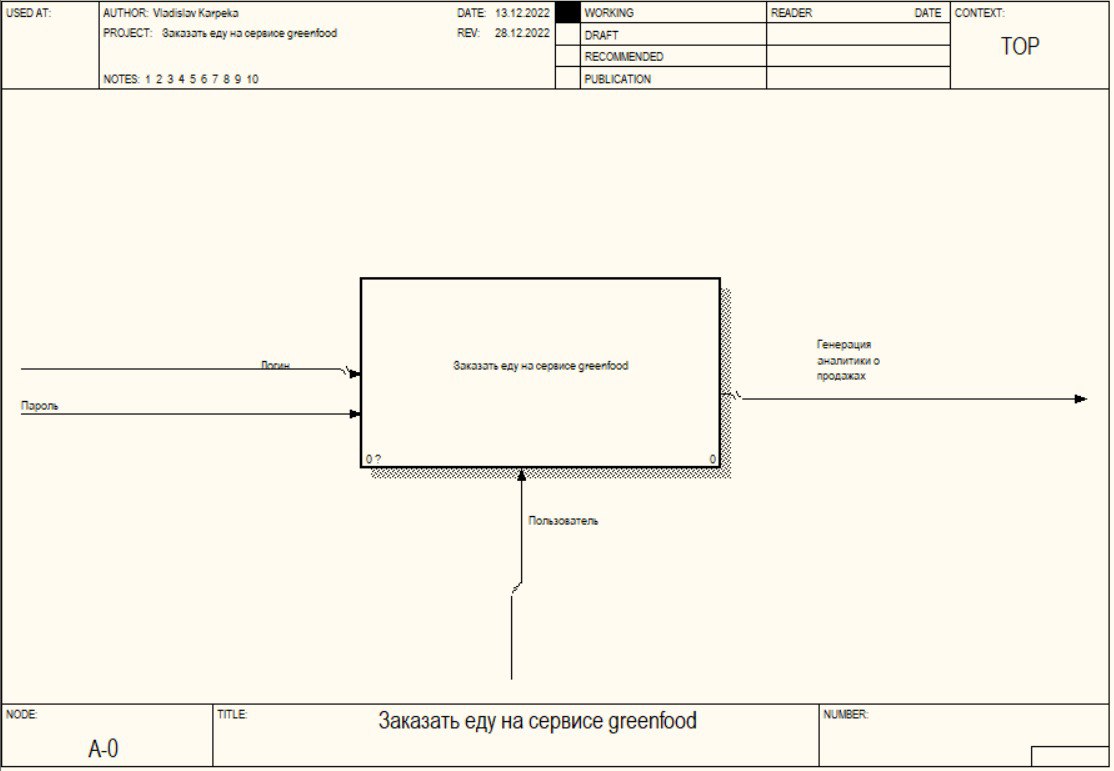 USED AT:
AUTHOR: Vladislav Karpeka
DATE: 13.12.2022
WORKING
READER
DATE
CONTEXT:
PROJECT: Заказать еду на сервисе greenfood
REV: 28.12.2022
DRAFT
TOP
RECOMMENDED
NOTES: 1 2 3 4 5 6 7 8 9 10
PUBLICATION
Генерация
аналитики о
продажах
Логин
Заказать еду на сервисе greenfood
Пароль
0 ?
0
Пользователь
NODE:
TITLE:
NUMBER:
A-0
Заказать еду на сервисе greenfood